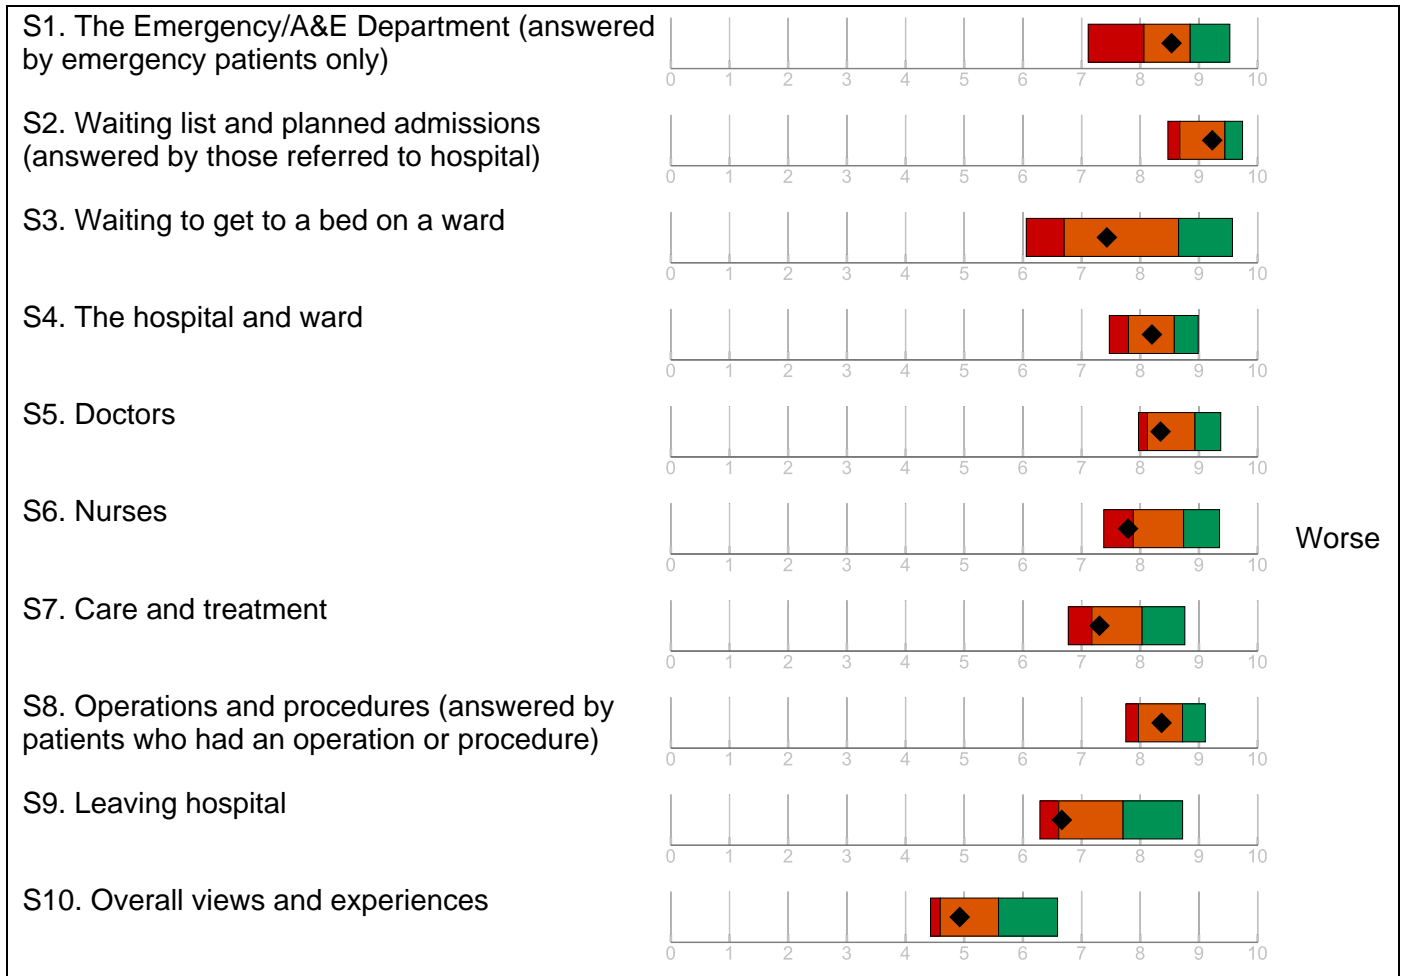 S1. The Emergency/A&E Department (answered
by emergency patients only)
0 1 2 3 4 5 6 7 8 9 10
S2. Waiting list and planned admissions
(answered by those referred to hospital)
0 1 2 3 4 5 6 7 8 9 10
S3. Waiting to get to a bed on a ward
0 1 2 3 4 5 6 7 8 9 10
S4. The hospital and ward
0 1 2 3 4 5 6 7 8 9 10
S5. Doctors
0 1 2 3 4 5 6 7 8 9 10
S6. Nurses
Worse
0 1 2 3 4 5 6 7 8 9 10
S7. Care and treatment
0 1 2 3 4 5 6 7 8 9 10
S8. Operations and procedures (answered by
patients who had an operation or procedure)
0 1 2 3 4 5 6 7 8 9 10
S9. Leaving hospital
0 1 2 3 4 5 6 7 8 9 10
S10. Overall views and experiences
0 1 2 3 4 5 6 7 8 9 10